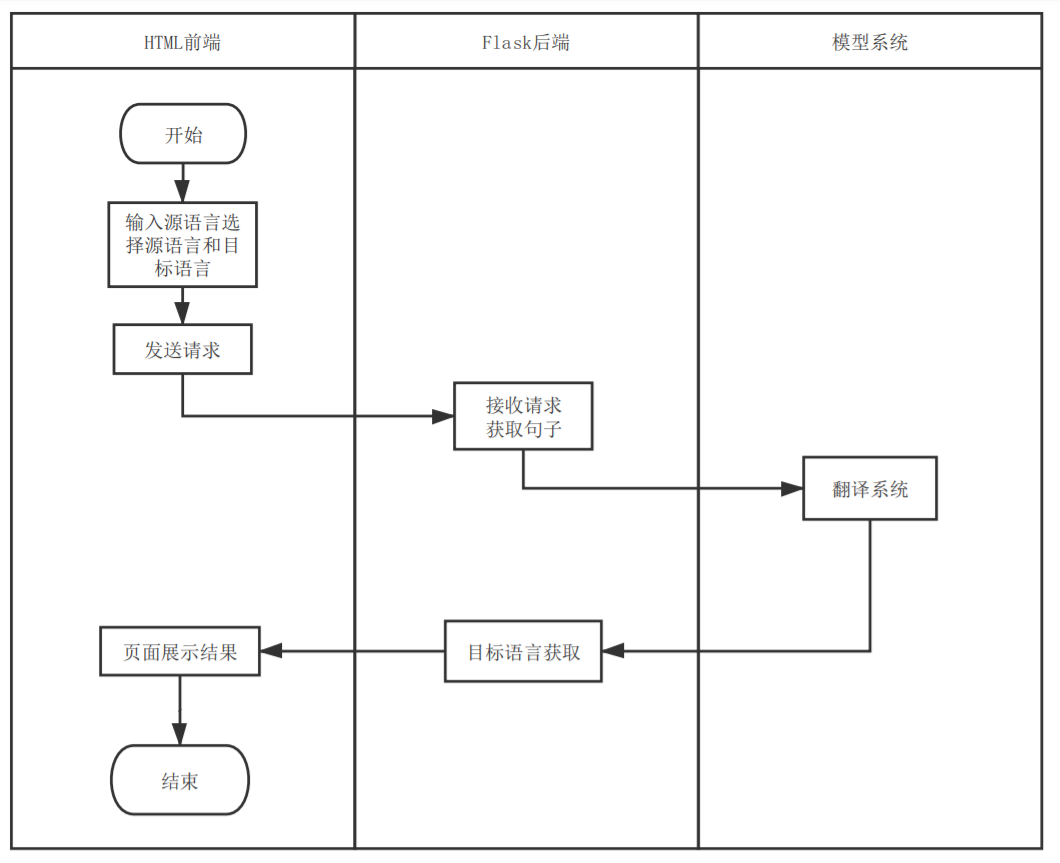 HTML前端
Flask后端
模型系统
开始
输入源语言选
择源语言和目
标语言
发送请求
接收请求
获取句子
翻译系统
目标语言获取
页面展示结果
结束